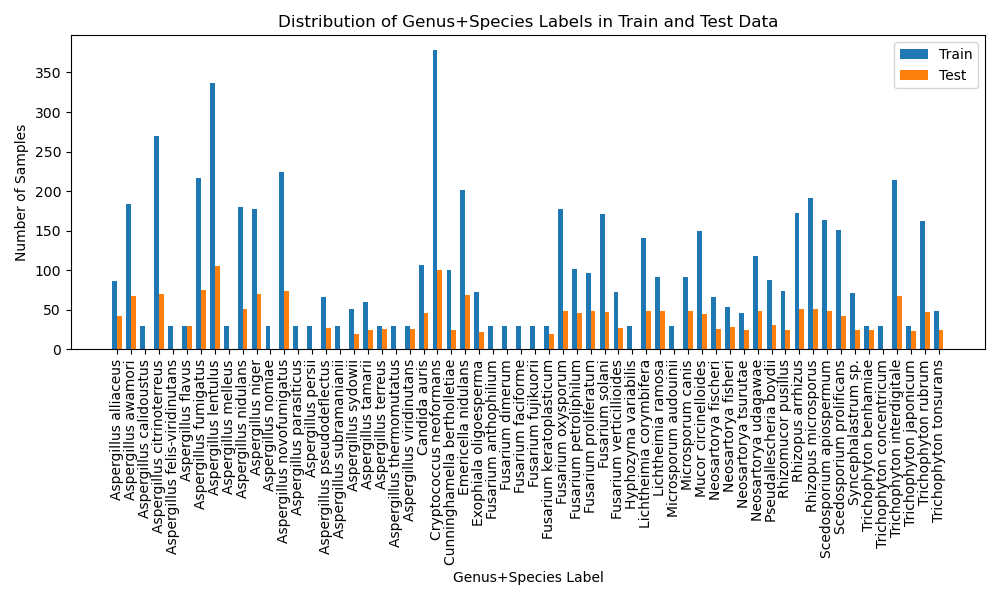 Distribution of Genus+Species Labels in Train and Test Data
Train
Test
Number of Samples
350
300
250
200
150
100
50
0
Aspergillus alliaceus
Aspergillus awamori
Aspergillus calidoustus
Aspergillus citrinoterreus
Aspergillus felis-viridinutans
Aspergillus flavus
Aspergillus fumigatus
Aspergillus lentulus
Aspergillus melleus
Aspergillus nidulans
Aspergillus niger
Aspergillus nomiae
Aspergillus novofumigatus
Aspergillus parasiticus
Aspergillus persii
Aspergillus pseudodeflectus
Aspergillus subramanianii
Aspergillus sydowii
Aspergillus tamarii
Aspergillus terreus
Aspergillus thermomutatus
Aspergillus viridinutans
Candida auris
Cryptococcus neoformans
Cunninghamella bertholletiae
Emericella nidulans
Exophiala oligoesperma
Fusarium anthophilum
Fusarium dimerum
Fusarium falciforme
Fusarium fujikuorii
Fusarium keratoplasticum
Fusarium oxysporum
Fusarium petroliphilum
Fusarium proliferatum
Fusarium solani
Fusarium verticillioides
Hyphozyma variabilis
Lichtheimia corymbifera
Lichtheimia ramosa
Microsporum audouinii
Microsporum canis
Mucor circinelloides
Neosartorya fischeri
Neosartorya fisheri
Neosartorya tsurutae
Neosartorya udagawae
Pseudallescheria boydii
Rhizomucor pusillus
Rhizopus arrhizus
Rhizopus microsporus
Scedosporium apiospermum
Scedosporium prolificans
Syncephalastrum sp.
Trichophyton benhamiae
Trichophyton concentricum
Trichophyton interdigitale
Trichophyton japonicum
Trichophyton rubrum
Trichophyton tonsurans
Genus+Species Label